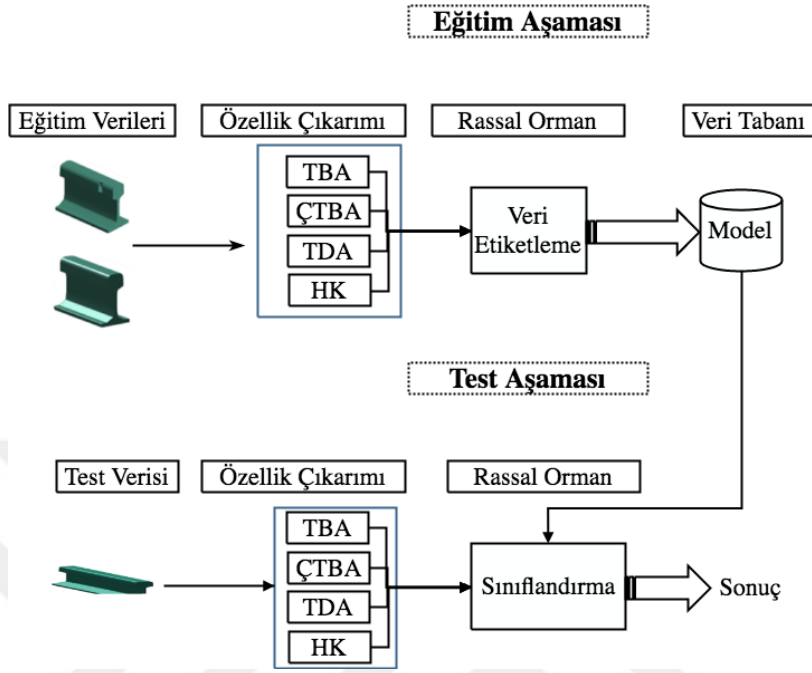 Eğitim Aşaması
Eğitim Verileri
Özellik Çıkarımı
Rassal Orman
Veri Tabanı
TBA
ÇTBA
TDA
HK
Veri
Etiketleme
Model
Test Aşaması
Test Verisi
Özellik Çıkarımı
Rassal Orman
TBA
ÇTBA
TDA
HK
Sınıflandırma
Sonuç